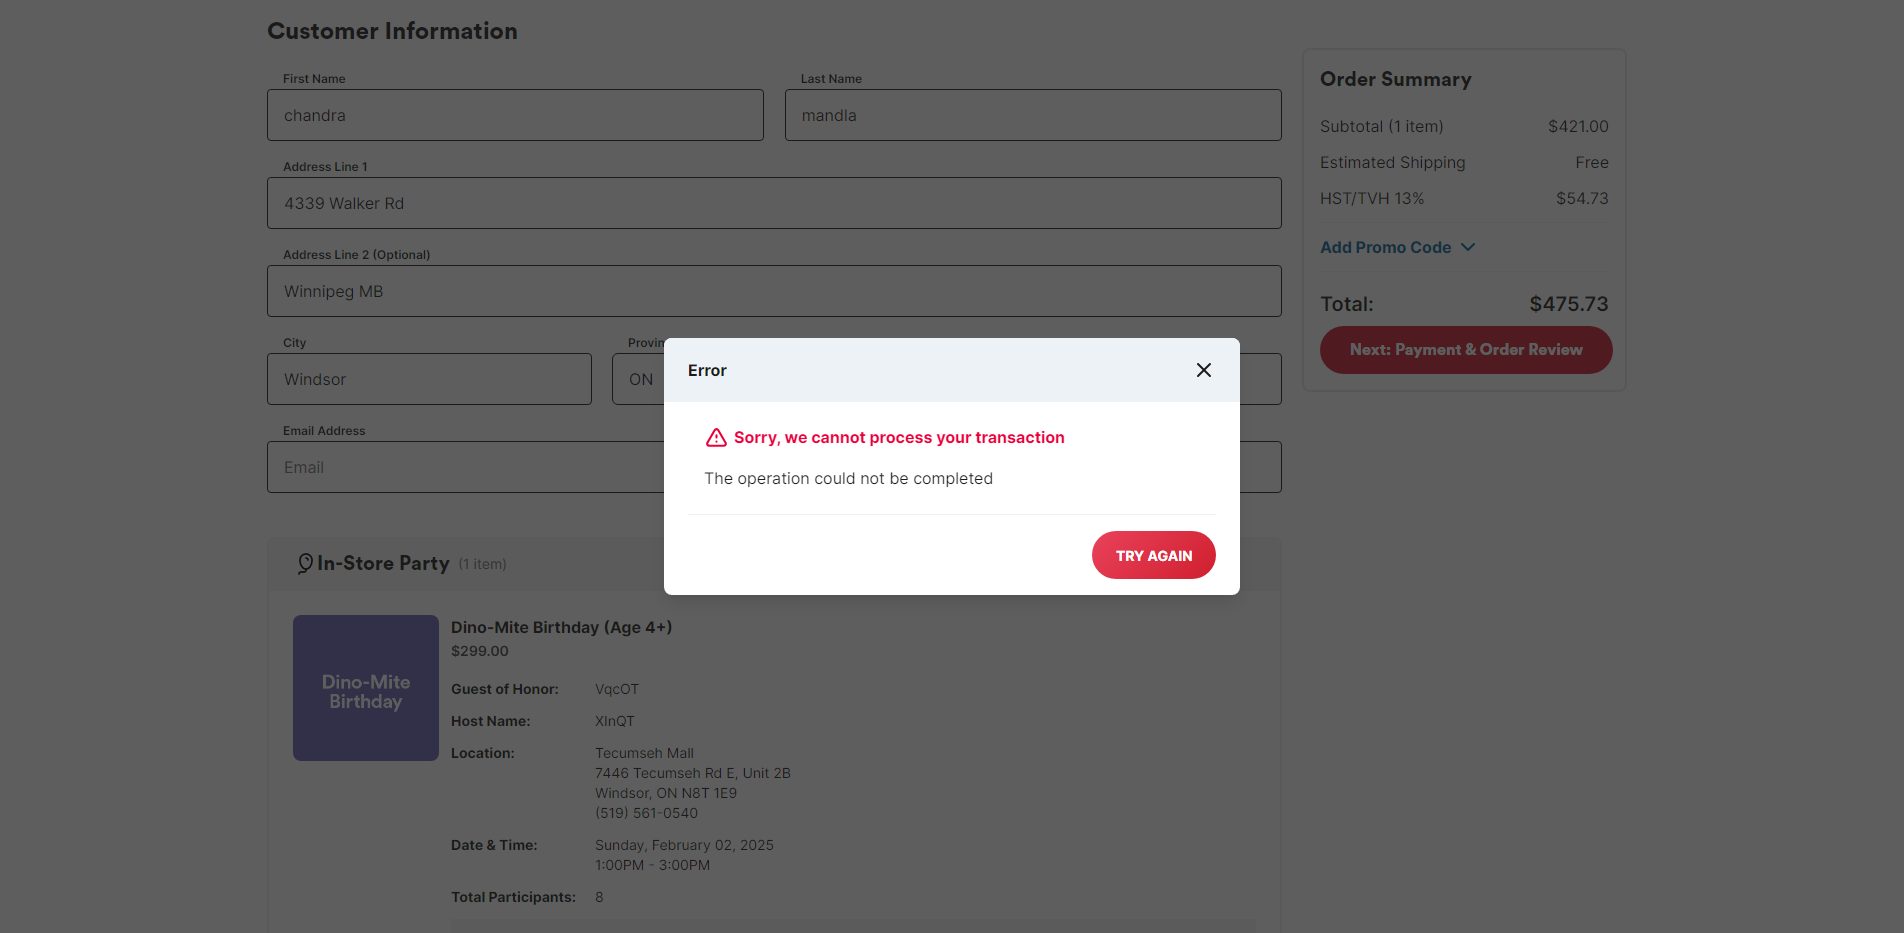 Customer Information
First Name
Last Name
chandra
mandla
Address Line 1
4339 Walker Rd
Address Line 2 (Optional)
Winnipeg MB
City
Provin
Windsor
ON
Email Address
Email
Order Summary
Subtotal (1 item) $421.00
Estimated Shipping Free
HST/TVH 13% $54.73
Add Promo Code
Total: $475.73
Next: Payment & Order Review
Error
Sorry, we cannot process your transaction
The operation could not be completed
TRY AGAIN
In-Store Party (1 item)
Dino-Mite
Birthday
Dino-Mite Birthday (Age 4+)
$299.00
Guest of Honor: VqcOT
Host Name: XInQT
Location: Tecumseh Mall
7446 Tecumseh Rd E, Unit 2B
Windsor, ON N8T 1E9
(519) 561-0540
Date & Time: Sunday, February 02, 2025
1:00PM - 3:00PM
Total Participants: 8